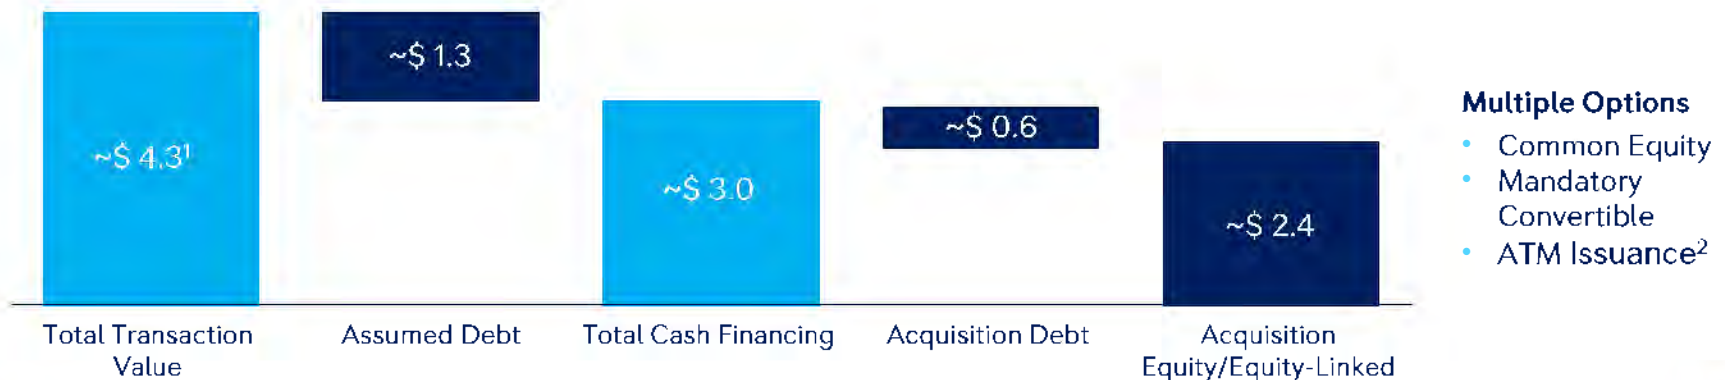 ~$ 4.3¹
~$ 1.3
~$ 3.0
~$ 0.6
~$ 2.4
Total Transaction
Value
Assumed Debt
Total Cash Financing
Acquisition Debt
Acquisition
Equity/Equity-Linked
Multiple Options
• Common Equity
• Mandatory
Convertible
• ATM Issuance²